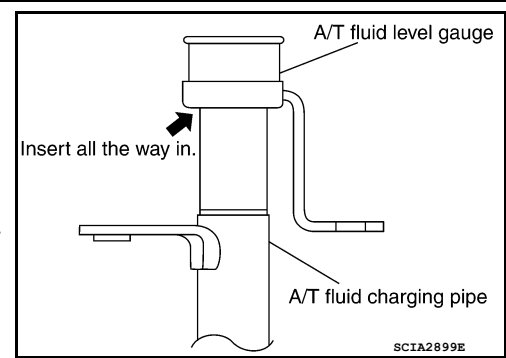 A/T fluid level gauge
Insert all the way in.
A/T fluid charging pipe
SCIA2899E